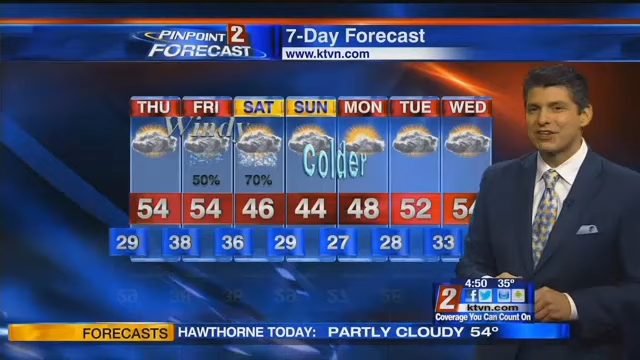 PINPOINT 2
FORECAST
7-Day Forecast
www.ktvn.com
THU FRI SAT SUN MON TUE WED
Windy
Colder
50% 70%
54 54 46 44 48 52 54
29 38 36 29 27 28 33
4:50 35°
2
ktvn.com
Coverage You Can Count On
FORECASTS HAWTHORNE TODAY: PARTLY CLOUDY 54°